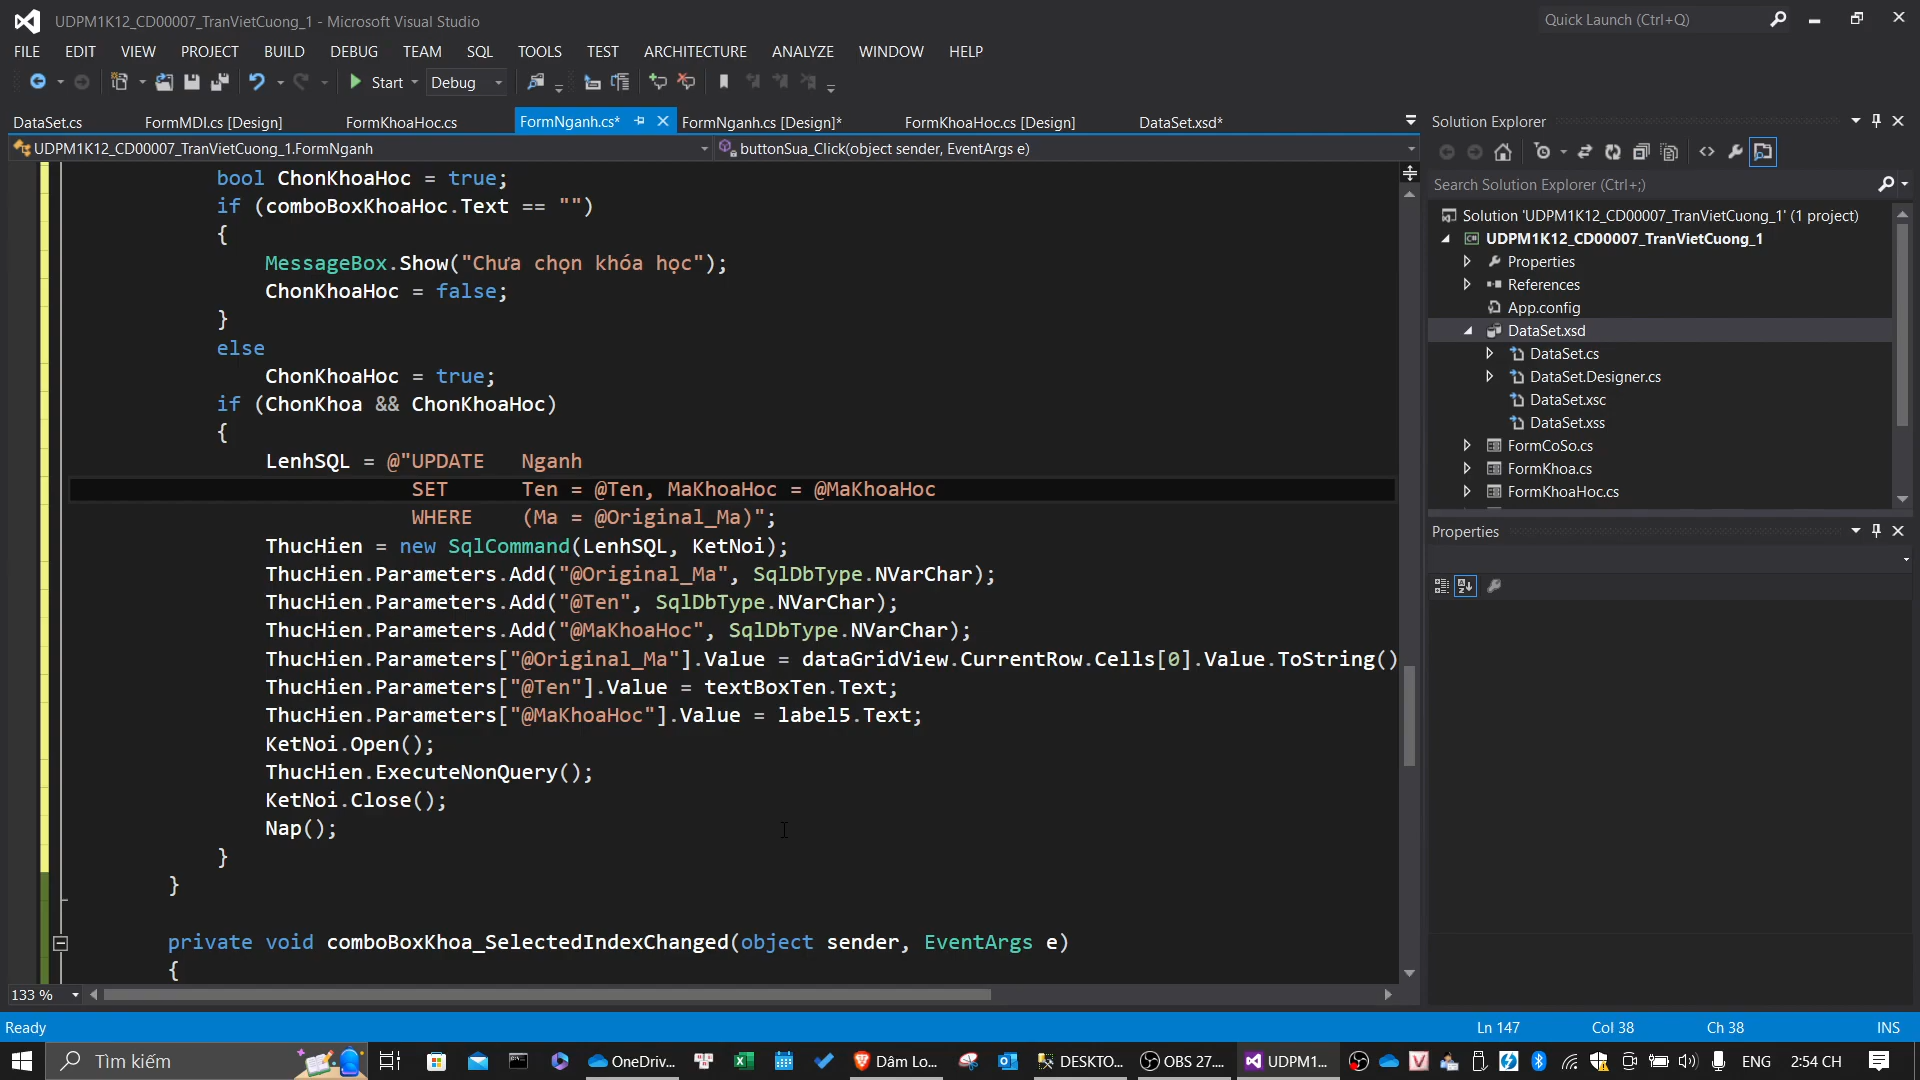 UDPM1K12_CD00007_TranVietCuong_1 - Microsoft Visual Studio
Quick Launch (Ctrl+Q)
FILE EDIT VIEW PROJECT BUILD DEBUG TEAM SQL TOOLS TEST ARCHITECTURE ANALYZE WINDOW HELP
Start Debug
DataSet.cs FormMDI.cs [Design] FormKhoaHoc.cs FormNganh.cs* FormNganh.cs [Design]* FormKhoaHoc.cs [Design] DataSet.xsd*
UDPM1K12_CD00007_TranVietCuong_1.FormNganh buttonSua_Click(object sender, EventArgs e)
bool ChonKhoaHoc = true;
if (comboBoxKhoaHoc.Text == "")
{
MessageBox.Show("Chưa chọn khóa học");
ChonKhoaHoc = false;
}
else
ChonKhoaHoc = true;
if (ChonKhoa && ChonKhoaHoc)
{
LenhSQL = @"UPDATE Nganh
SET Ten = @Ten, MaKhoaHoc = @MaKhoaHoc
WHERE (Ma = @Original_Ma)";
ThucHien = new SqlCommand(LenhSQL, KetNoi);
ThucHien.Parameters.Add("@Original_Ma", SqlDbType.NVarChar);
ThucHien.Parameters.Add("@Ten", SqlDbType.NVarChar);
ThucHien.Parameters.Add("@MaKhoaHoc", SqlDbType.NVarChar);
ThucHien.Parameters["@Original_Ma"].Value = dataGridView.CurrentRow.Cells[0].Value.ToString()
ThucHien.Parameters["@Ten"].Value = textBoxTen.Text;
ThucHien.Parameters["@MaKhoaHoc"].Value = label5.Text;
KetNoi.Open();
ThucHien.ExecuteNonQuery();
KetNoi.Close();
Nap();
}
}
private void comboBoxKhoa_SelectedIndexChanged(object sender, EventArgs e)
{
133 %
Solution Explorer
Search Solution Explorer (Ctrl+;)
Solution 'UDPM1K12_CD00007_TranVietCuong_1' (1 project)
UDPM1K12_CD00007_TranVietCuong_1
Properties
References
App.config
DataSet.xsd
DataSet.cs
DataSet.Designer.cs
DataSet.xsc
DataSet.xss
FormCoSo.cs
FormKhoa.cs
FormKhoaHoc.cs
Properties
Ready Ln 147 Col 38 Ch 38 INS
Tìm kiếm OneDriv... Dâm Lo... DESKTO... OBS 27.... UDPM1... ENG 2:54 CH